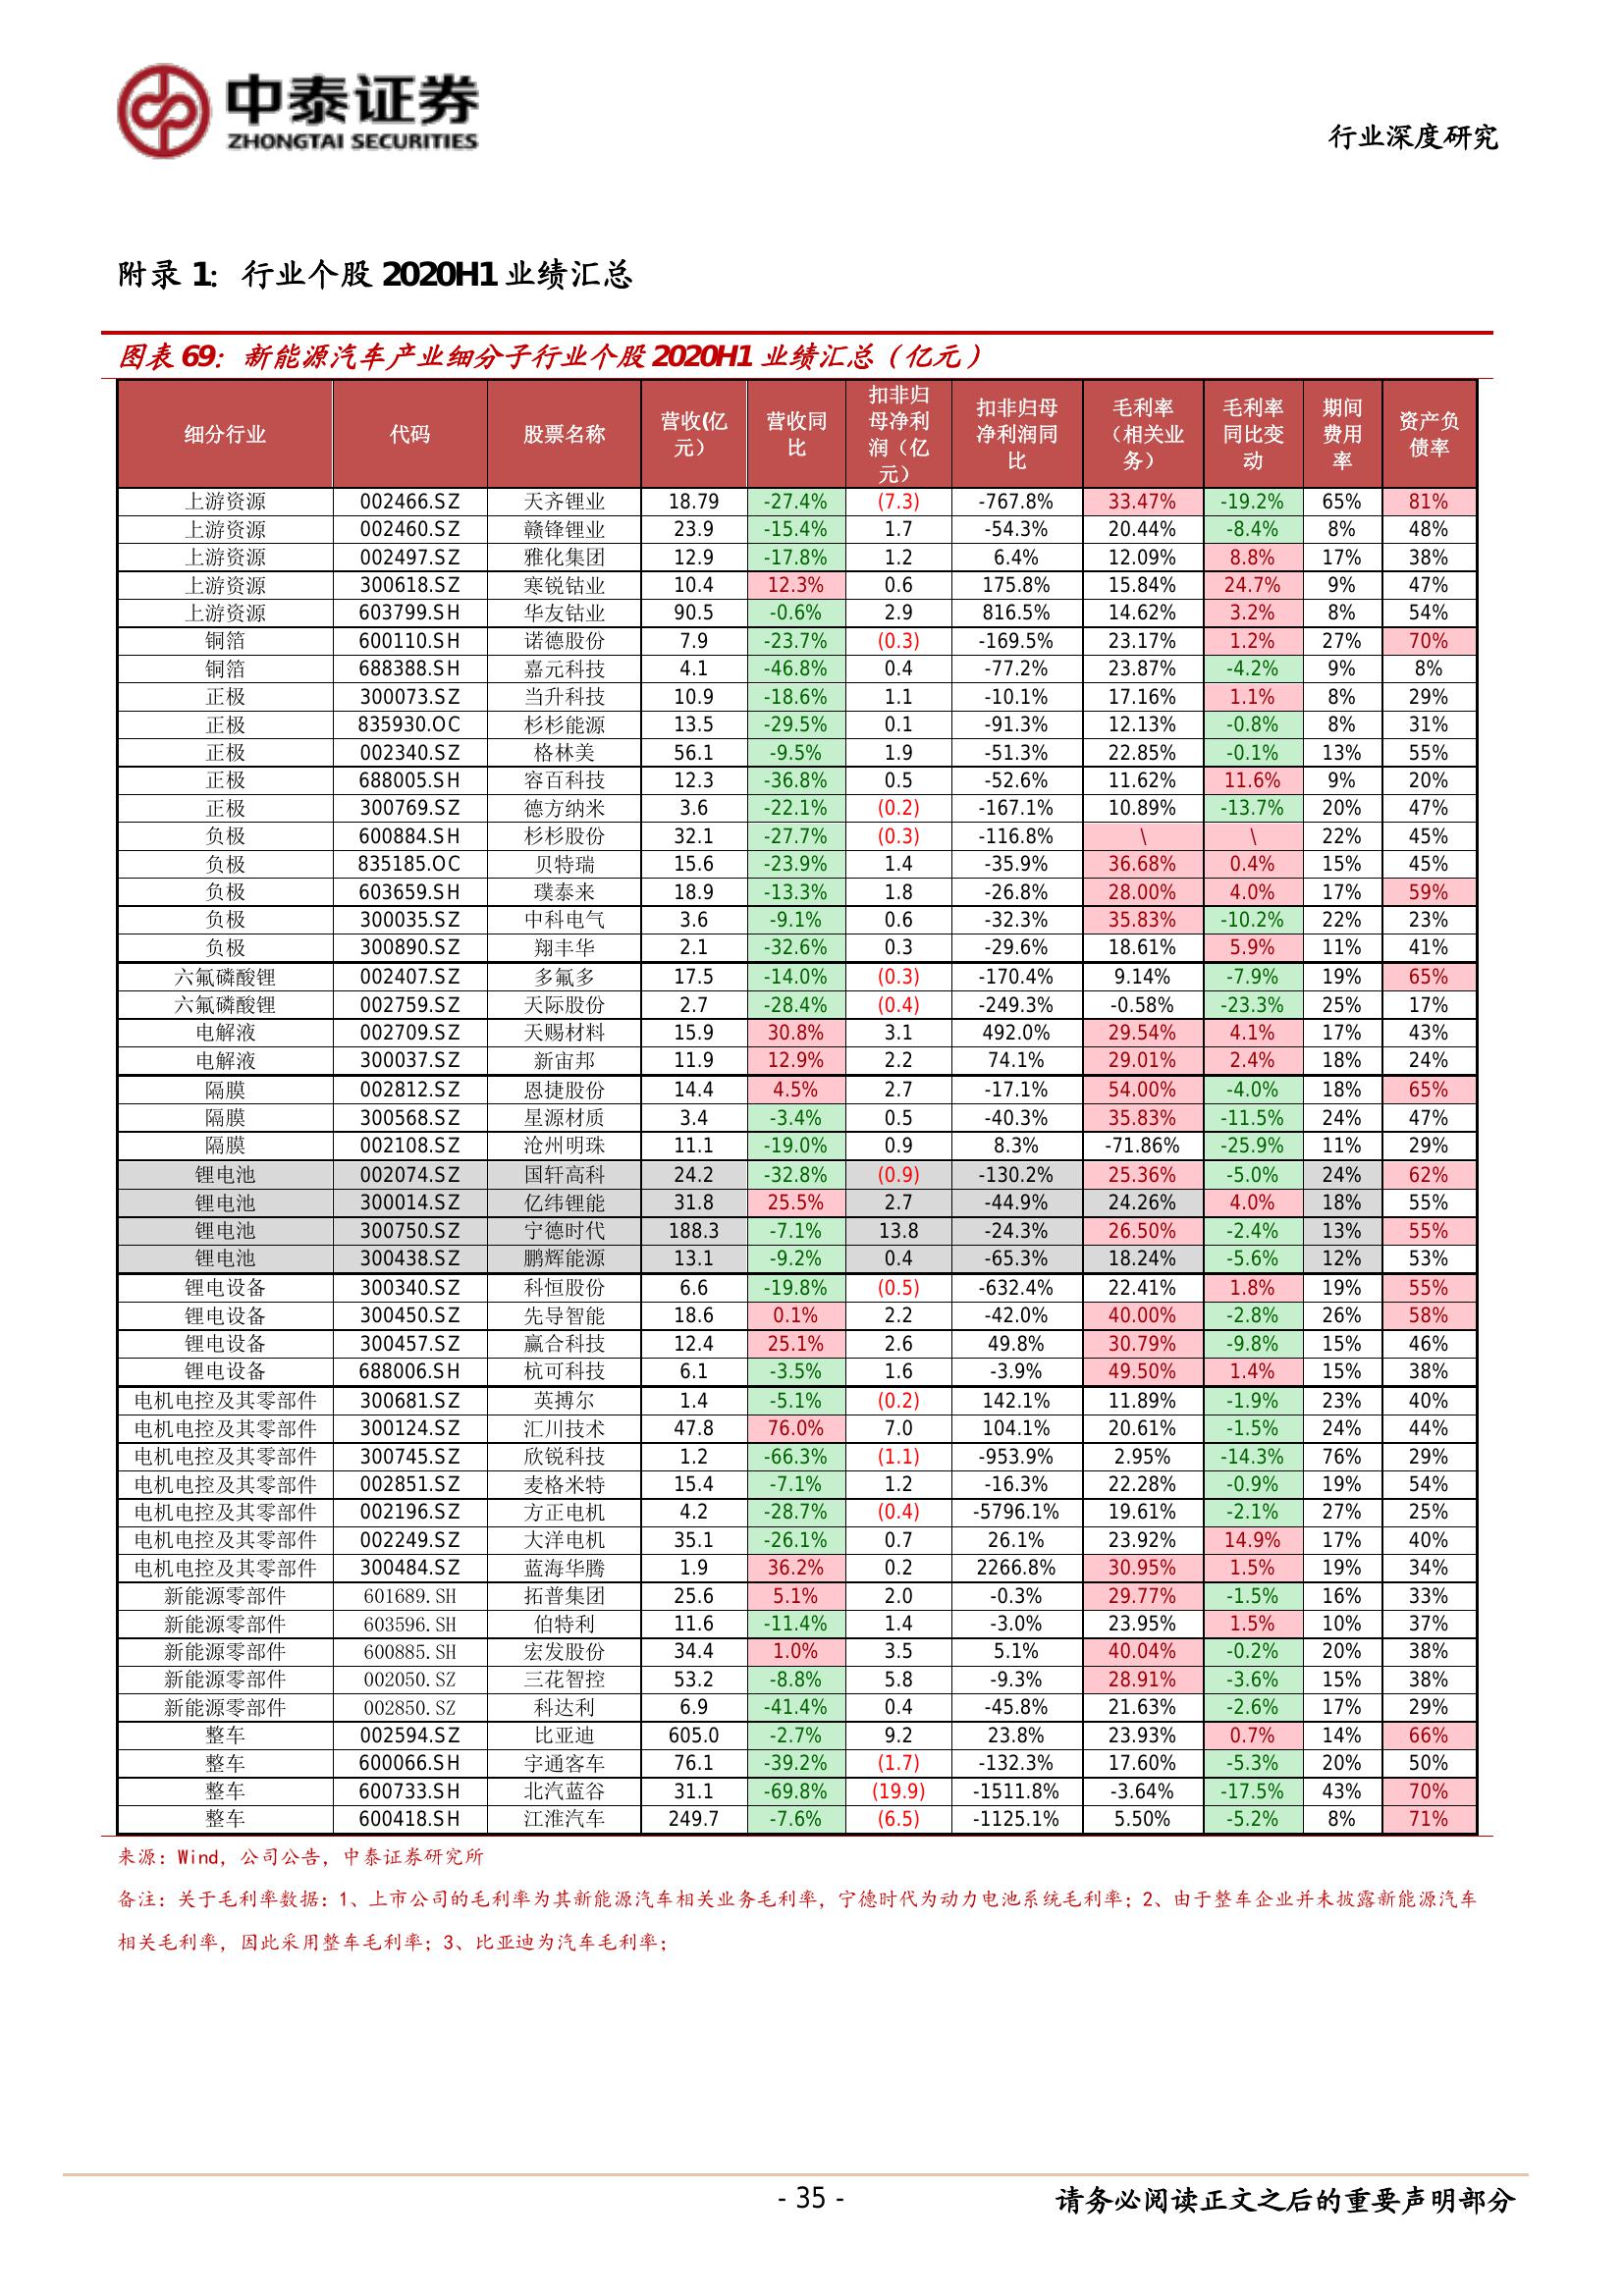 中泰证券
ZHONGTAI SECURITIES
行业深度研究
附录 1：行业个股 2020H1 业绩汇总
图表 69：新能源汽车产业细分子行业个股 2020H1 业绩汇总（亿元）
细分行业 代码 股票名称 营收(亿元） 营收同比 扣非归母净利润（亿元） 扣非归母净利润同比 毛利率（相关业务） 毛利率同比变动 期间费用率 资产负债率
上游资源 002466.SZ 天齐锂业 18.79 -27.4% (7.3) -767.8% 33.47% -19.2% 65% 81%
上游资源 002460.SZ 赣锋锂业 23.9 -15.4% 1.7 -54.3% 20.44% -8.4% 8% 48%
上游资源 002497.SZ 雅化集团 12.9 -17.8% 1.2 6.4% 12.09% 8.8% 17% 38%
上游资源 300618.SZ 寒锐钴业 10.4 12.3% 0.6 175.8% 15.84% 24.7% 9% 47%
上游资源 603799.SH 华友钴业 90.5 -0.6% 2.9 816.5% 14.62% 3.2% 8% 54%
铜箔 600110.SH 诺德股份 7.9 -23.7% (0.3) -169.5% 23.17% 1.2% 27% 70%
铜箔 688388.SH 嘉元科技 4.1 -46.8% 0.4 -77.2% 23.87% -4.2% 9% 8%
正极 300073.SZ 当升科技 10.9 -18.6% 1.1 -10.1% 17.16% 1.1% 8% 29%
正极 835930.OC 杉杉能源 13.5 -29.5% 0.1 -91.3% 12.13% -0.8% 8% 31%
正极 002340.SZ 格林美 56.1 -9.5% 1.9 -51.3% 22.85% -0.1% 13% 55%
正极 688005.SH 容百科技 12.3 -36.8% 0.5 -52.6% 11.62% 11.6% 9% 20%
正极 300769.SZ 德方纳米 3.6 -22.1% (0.2) -167.1% 10.89% -13.7% 20% 47%
负极 600884.SH 杉杉股份 32.1 -27.7% (0.3) -116.8% \ \ 22% 45%
负极 835185.OC 贝特瑞 15.6 -23.9% 1.4 -35.9% 36.68% 0.4% 15% 45%
负极 603659.SH 璞泰来 18.9 -13.3% 1.8 -26.8% 28.00% 4.0% 17% 59%
负极 300035.SZ 中科电气 3.6 -9.1% 0.6 -32.3% 35.83% -10.2% 22% 23%
负极 300890.SZ 翔丰华 2.1 -32.6% 0.3 -29.6% 18.61% 5.9% 11% 41%
六氟磷酸锂 002407.SZ 多氟多 17.5 -14.0% (0.3) -170.4% 9.14% -7.9% 19% 65%
六氟磷酸锂 002759.SZ 天际股份 2.7 -28.4% (0.4) -249.3% -0.58% -23.3% 25% 17%
电解液 002709.SZ 天赐材料 15.9 30.8% 3.1 492.0% 29.54% 4.1% 17% 43%
电解液 300037.SZ 新宙邦 11.9 12.9% 2.2 74.1% 29.01% 2.4% 18% 24%
隔膜 002812.SZ 恩捷股份 14.4 4.5% 2.7 -17.1% 54.00% -4.0% 18% 65%
隔膜 300568.SZ 星源材质 3.4 -3.4% 0.5 -40.3% 35.83% -11.5% 24% 47%
隔膜 002108.SZ 沧州明珠 11.1 -19.0% 0.9 8.3% -71.86% -25.9% 11% 29%
锂电池 002074.SZ 国轩高科 24.2 -32.8% (0.9) -130.2% 25.36% -5.0% 24% 62%
锂电池 300014.SZ 亿纬锂能 31.8 25.5% 2.7 -44.9% 24.26% 4.0% 18% 55%
锂电池 300750.SZ 宁德时代 188.3 -7.1% 13.8 -24.3% 26.50% -2.4% 13% 55%
锂电池 300438.SZ 鹏辉能源 13.1 -9.2% 0.4 -65.3% 18.24% -5.6% 12% 53%
锂电设备 300340.SZ 科恒股份 6.6 -19.8% (0.5) -632.4% 22.41% 1.8% 19% 55%
锂电设备 300450.SZ 先导智能 18.6 0.1% 2.2 -42.0% 40.00% -2.8% 26% 58%
锂电设备 300457.SZ 赢合科技 12.4 25.1% 2.6 49.8% 30.79% -9.8% 15% 46%
锂电设备 688006.SH 杭可科技 6.1 -3.5% 1.6 -3.9% 49.50% 1.4% 15% 38%
电机电控及其零部件 300681.SZ 英搏尔 1.4 -5.1% (0.2) 142.1% 11.89% -1.9% 23% 40%
电机电控及其零部件 300124.SZ 汇川技术 47.8 76.0% 7.0 104.1% 20.61% -1.5% 24% 44%
电机电控及其零部件 300745.SZ 欣锐科技 1.2 -66.3% (1.1) -953.9% 2.95% -14.3% 76% 29%
电机电控及其零部件 002851.SZ 麦格米特 15.4 -7.1% 1.2 -16.3% 22.28% -0.9% 19% 54%
电机电控及其零部件 002196.SZ 方正电机 4.2 -28.7% (0.4) -5796.1% 19.61% -2.1% 27% 25%
电机电控及其零部件 002249.SZ 大洋电机 35.1 -26.1% 0.7 26.1% 23.92% 14.9% 17% 40%
电机电控及其零部件 300484.SZ 蓝海华腾 1.9 36.2% 0.2 2266.8% 30.95% 1.5% 19% 34%
新能源零部件 601689.SH 拓普集团 25.6 5.1% 2.0 -0.3% 29.77% -1.5% 16% 33%
新能源零部件 603596.SH 伯特利 11.6 -11.4% 1.4 -3.0% 23.95% 1.5% 10% 37%
新能源零部件 600885.SH 宏发股份 34.4 1.0% 3.5 5.1% 40.04% -0.2% 20% 38%
新能源零部件 002050.SZ 三花智控 53.2 -8.8% 5.8 -9.3% 28.91% -3.6% 15% 38%
新能源零部件 002850.SZ 科达利 6.9 -41.4% 0.4 -45.8% 21.63% -2.6% 17% 29%
整车 002594.SZ 比亚迪 605.0 -2.7% 9.2 23.8% 23.93% 0.7% 14% 66%
整车 600066.SH 宇通客车 76.1 -39.2% (1.7) -132.3% 17.60% -5.3% 20% 50%
整车 600733.SH 北汽蓝谷 31.1 -69.8% (19.9) -1511.8% -3.64% -17.5% 43% 70%
整车 600418.SH 江淮汽车 249.7 -7.6% (6.5) -1125.1% 5.50% -5.2% 8% 71%
来源：Wind，公司公告，中泰证券研究所
备注：关于毛利率数据：1、上市公司的毛利率为其新能源汽车相关业务毛利率，宁德时代为动力电池系统毛利率；2、由于整车企业并未披露新能源汽车
相关毛利率，因此采用整车毛利率；3、比亚迪为汽车毛利率；
- 35 -
请务必阅读正文之后的重要声明部分